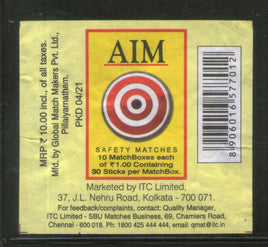 MRP ₹ 10.00 incl., of all taxes.
Mfd. by Global Match Makers Pvt. Ltd.,
Pillaiyarnatham.
PKD 04/21
AIM
SAFETY MATCHES
10 MatchBoxes each
of ₹ 1.00 Containing
30 Sticks per MatchBox.
8 906016 577012
Marketed by ITC Limited,
37, J.L. Nehru Road, Kolkata - 700 071.
For feedback/complaints, contact: Quality Manager,
ITC Limited - SBU Matches Business, 69, Chamiers Road,
Chennai - 600 018. Ph: 1800 425 444 444, email: qmat@itc.in